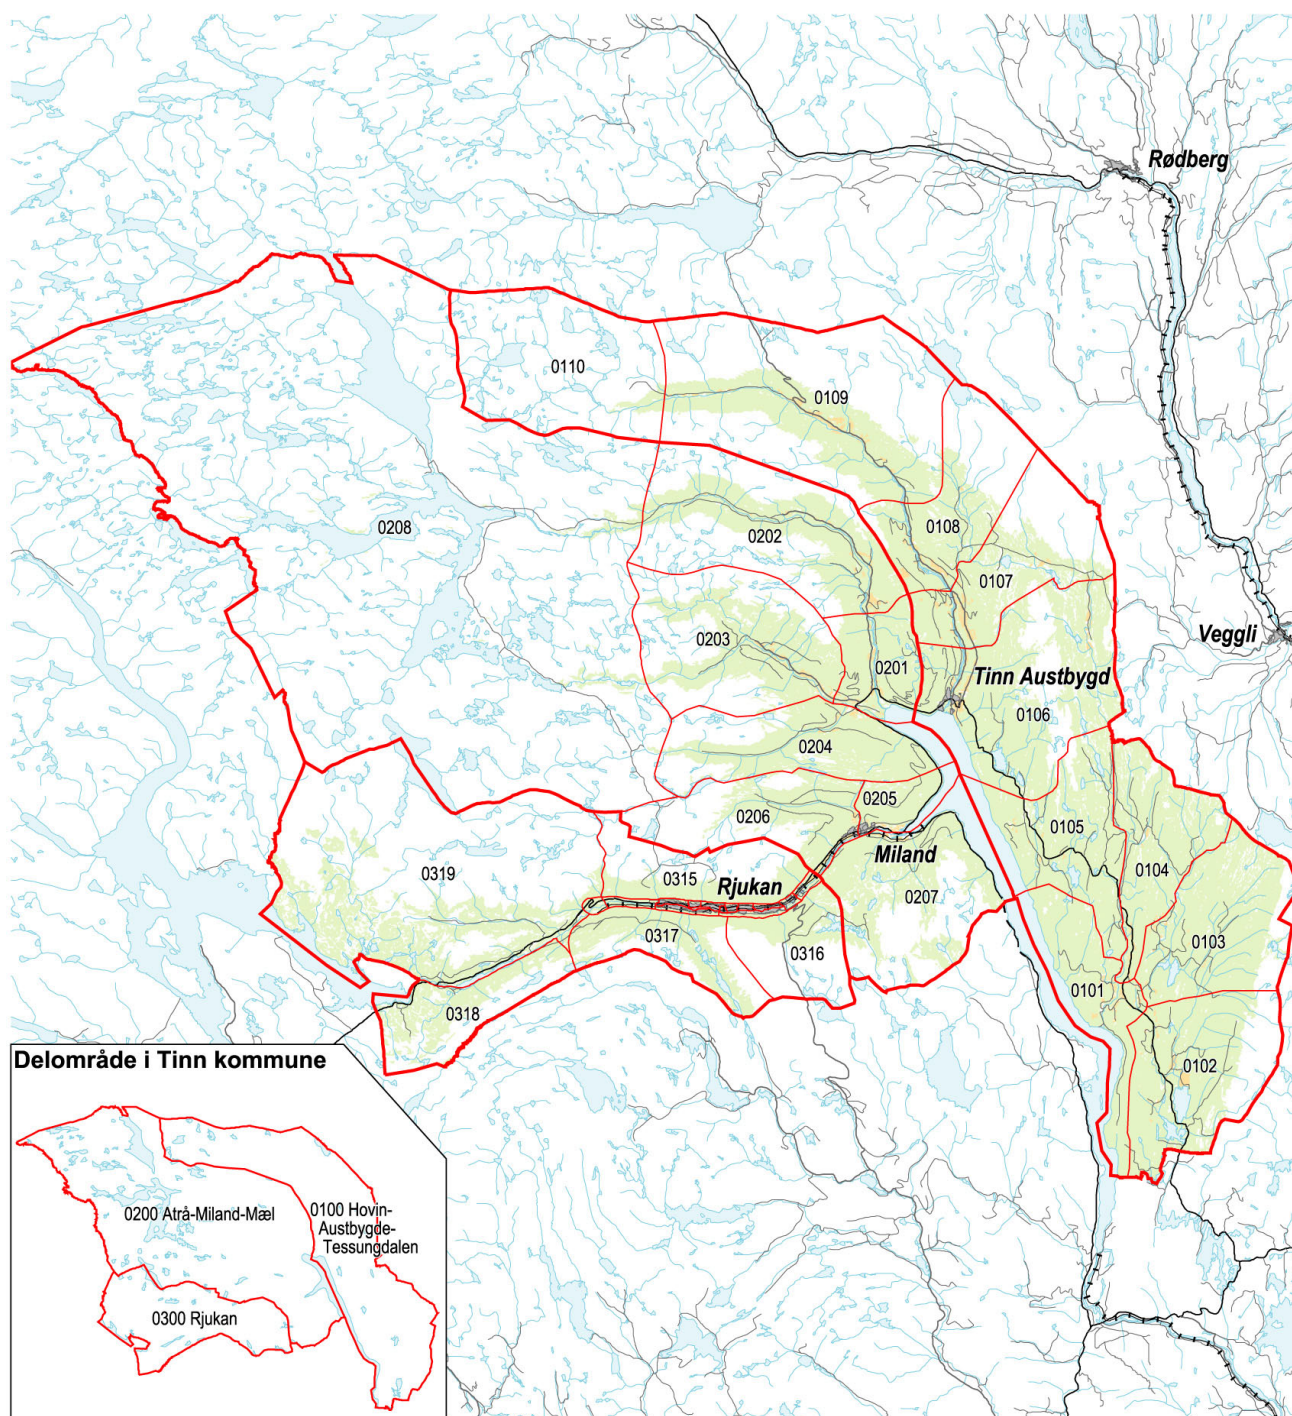 Rødberg
0110
0109
0208
0202
0108
0107
Veggli
0203
0201
Tinn Austbygd
0106
0204
0205
0206
0105
Miland
0104
0319
0315
Rjukan
0207
0317
0316
0103
0101
0318
0102
Delområde i Tinn kommune
0200 Atrå-Miland-Mæl
0100 Hovin-
Austbygde-
Tessungdalen
0300 Rjukan